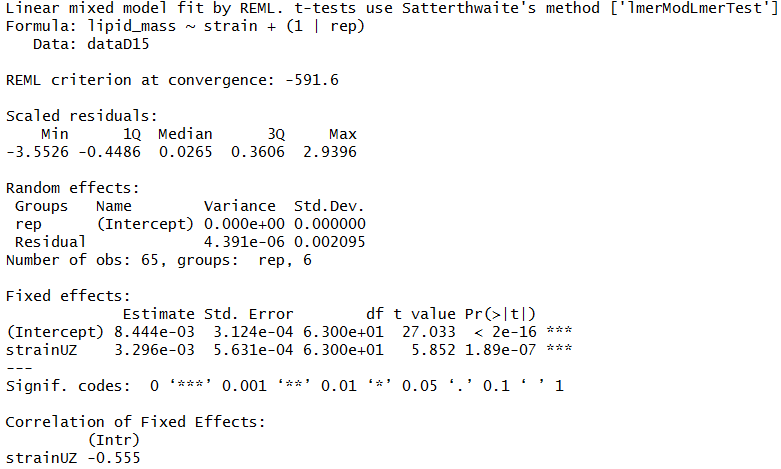 Linear mixed model fit by REML. t-tests use Satterthwaite's method ['lmerModLmerTest']
Formula: lipid_mass ~ strain + (1 | rep)
   Data: dataD15

REML criterion at convergence: -591.6

Scaled residuals:
    Min      1Q  Median      3Q     Max
-3.5526 -0.4486  0.0265  0.3606  2.9396

Random effects:
 Groups   Name        Variance  Std.Dev.
 rep      (Intercept) 0.000e+00 0.000000
 Residual             4.391e-06 0.002095
Number of obs: 65, groups:  rep, 6

Fixed effects:
             Estimate Std. Error        df t value Pr(>|t|)
(Intercept) 8.444e-03  3.124e-04 6.300e+01  27.033  < 2e-16 ***
strainUZ    3.296e-03  5.631e-04 6.300e+01   5.852 1.89e-07 ***
---
Signif. codes:  0 ‘***’ 0.001 ‘**’ 0.01 ‘*’ 0.05 ‘.’ 0.1 ‘ ’ 1

Correlation of Fixed Effects:
         (Intr)
strainUZ -0.555